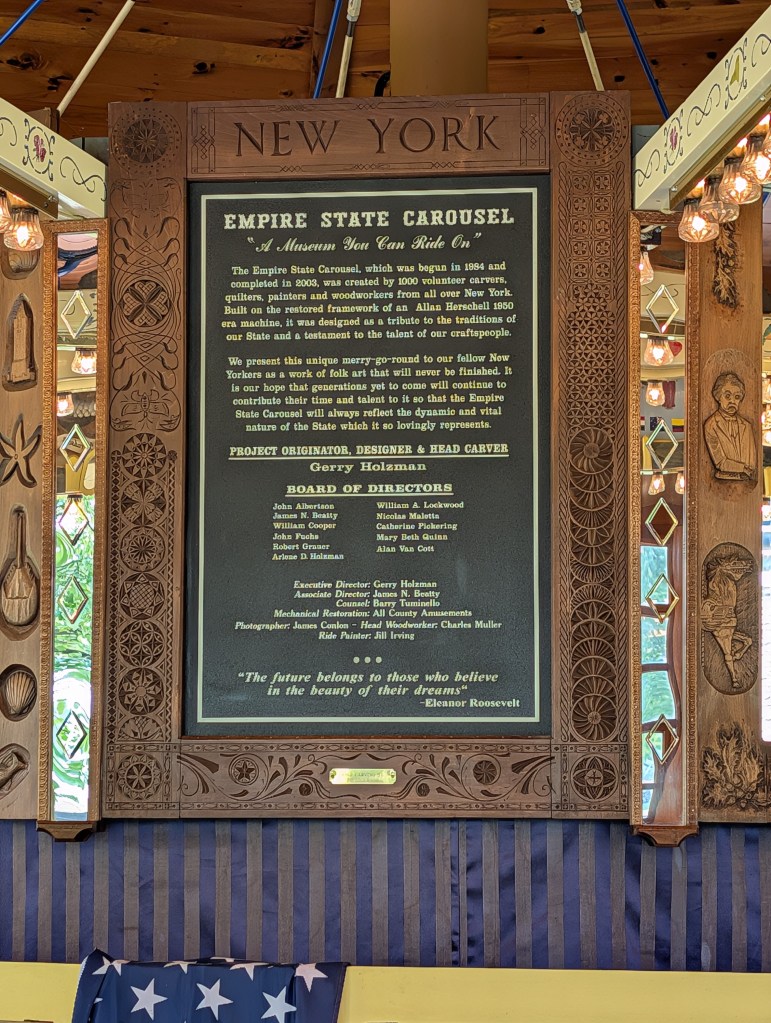 NEW YORK
EMPIRE STATE CAROUSEL
"A Museum You Can Ride On"
The Empire State Carousel, which was begun in 1984 and
completed in 2003, was created by 1000 volunteer carvers,
quilters, painters and woodworkers from all over New York.
Built on the restored framework of an Allan Herschell 1950
era machine, it was designed as a tribute to the traditions of
our State and a testament to the talent of our craftspeople.
We present this unique merry-go-round to our fellow New
Yorkers as a work of folk art that will never be finished. It
is our hope that generations yet to come will continue to
contribute their time and talent to it so that the Empire
State Carousel will always reflect the dynamic and vital
nature of the State which it so lovingly represents.
PROJECT ORIGINATOR, DESIGNER & HEAD CARVER
Gerry Holzman
BOARD OF DIRECTORS
John Albertson
James N. Beatty
William Cooper
John Fuchs
Robert Grauer
Arlene D. Holzman
William A. Lockwood
Nicolas Maletta
Catherine Pickering
Mary Beth Quinn
Alan Van Cott
Executive Director: Gerry Holzman
Associate Director: James N. Beatty
Counsel: Barry Tuminello
Mechanical Restoration: All County Amusements
Photographer: James Conlon - Head Woodworker: Charles Muller
Ride Painter: Jill Irving
"The future belongs to those who believe
in the beauty of their dreams"
-Eleanor Roosevelt